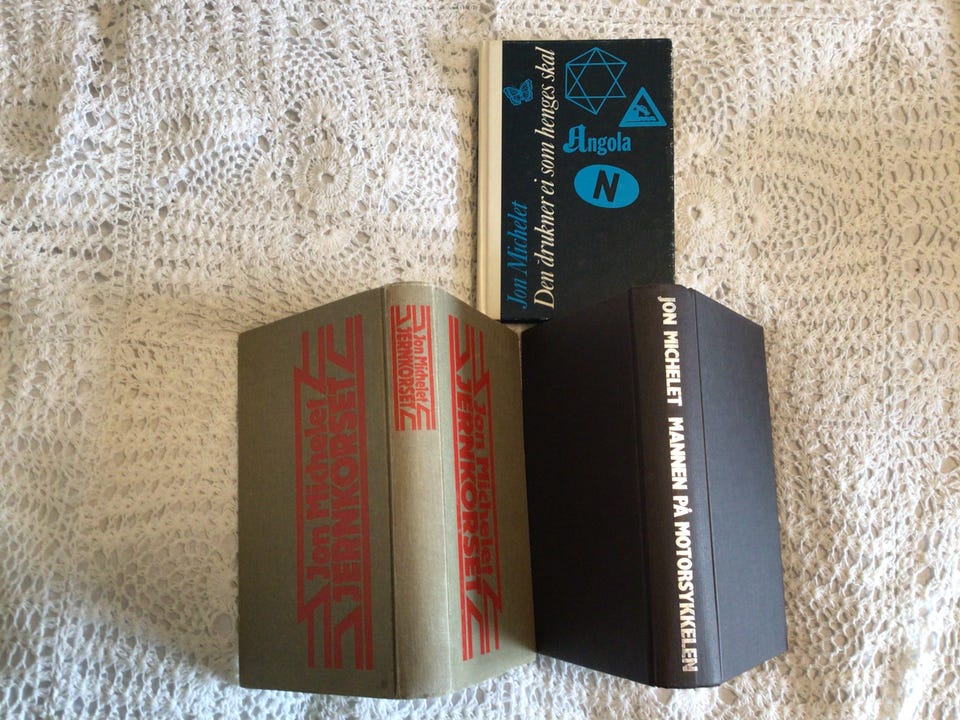 Jon Michelet
Den drukner ei som henges skal
Angola
N
Jon Michelet
JERNKORSET
Jon Michelet
JERNKORSET
Jon Michelet
JERNKORSET
JON MICHELET MANNEN PÅ MOTORSYKKELEN